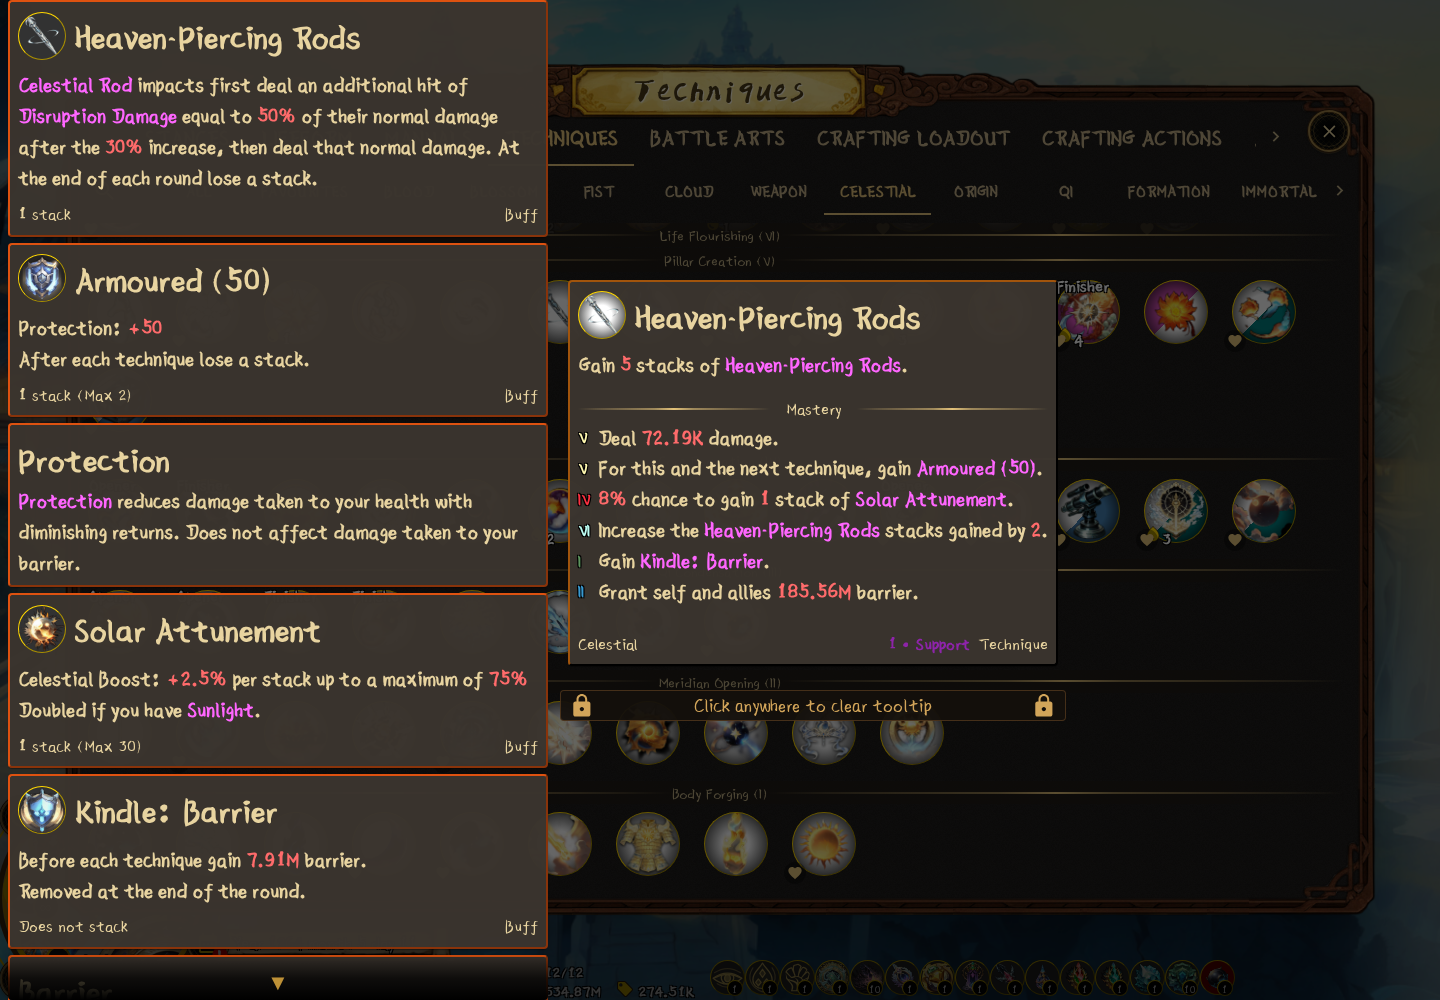 Heaven-Piercing Rods
Celestial Rod impacts first deal an additional hit of
Disruption Damage equal to 50% of their normal damage
after the 30% increase, then deal that normal damage. At
the end of each round lose a stack.
1 stack
Buff
Armoured (50)
Protection: +50
After each technique lose a stack.
1 stack (Max 2)
Buff
Protection
Protection reduces damage taken to your health with
diminishing returns. Does not affect damage taken to your
barrier.
Solar Attunement
Celestial Boost: +2.5% per stack up to a maximum of 75%
Doubled if you have Sunlight.
1 stack (Max 30)
Buff
Kindle: Barrier
Before each technique gain 7.91M barrier.
Removed at the end of the round.
Does not stack
Buff
Barrier
Techniques
BATTLE ARTS
CRAFTING LOADOUT
CRAFTING ACTIONS
FIST
CLOUD
WEAPON
CELESTIAL
ORIGIN
QI
FORMATION
IMMORTAL
Life Flourishing (VI)
Pillar Creation (V)
Finisher
4
Heaven-Piercing Rods
Gain 5 stacks of Heaven-Piercing Rods.
Mastery
V Deal 72.19K damage.
V For this and the next technique, gain Armoured (50).
IV 8% chance to gain 1 stack of Solar Attunement.
VI Increase the Heaven-Piercing Rods stacks gained by 2.
I Gain Kindle: Barrier.
II Grant self and allies 185.56M barrier.
Celestial
1 • Support Technique
3
Meridian Opening (II)
Click anywhere to clear tooltip
Body Forging (I)
12/12
534.87M
274.51K